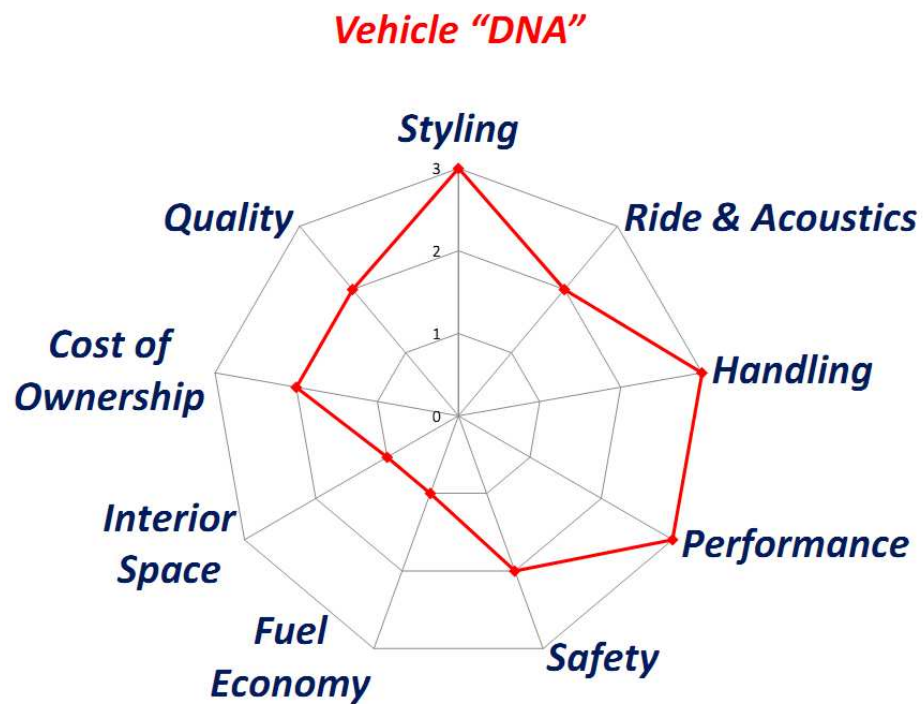 Vehicle “DNA”
Styling
3
Quality
Ride & Acoustics
2
1
Cost of
Ownership
Handling
0
Interior
Space
Performance
Fuel
Economy
Safety